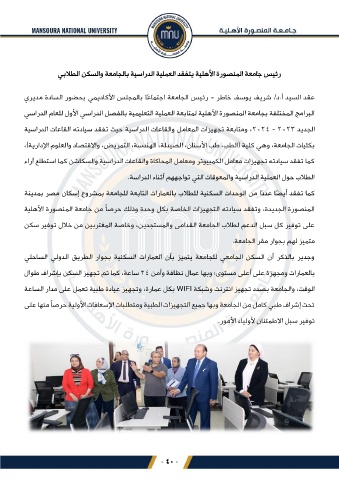 MANSOURA NATIONAL UNIVERSITY
MNU
جـامـعـة الـمنصورة الأهـلـيـة
رئيس جامعة المنصورة الأهلية يتفقد العملية الدراسية بالجامعة والسكن الطلابي
عقد السيد أ.د/ شريف يوسف خاطر - رئيس الجامعة اجتماعًا بالمجلس الأكاديمي بحضور السادة مديري
البرامج المختلفة بجامعة المنصورة الأهلية لمتابعة العملية التعليمية بالفصل الدراسي الأول للعام الدراسي
الجديد ٢٠٢٣ - ٢٠٢٤، ومتابعة تجهيزات المعامل والقاعات الدراسية حيث تفقد سيادته القاعات الدراسية
بكليات الجامعة، وهي كلية (الطب، طب الأسنان، الصيدلة، الهندسة، التمريض، والاقتصاد والعلوم الإدارية)،
كما تفقد سيادته تجهيزات معامل الكمبيوتر ومعامل المحاكاة والقاعات الدراسية والسكاشن كما استطلع آراء
الطلاب حول العملية الدراسية والمعوقات التي تواجههم أثناء الدراسة.
كما تفقد أيضًا عددًا من الوحدات السكنية للطلاب بالعمارات التابعة للجامعة بمشروع إسكان مصر بمدينة
المنصورة الجديدة، وتفقد سيادته التجهيزات الخاصة بكل وحدة وذلك حرصاً من جامعة المنصورة الأهلية
على توفير كل سبل الدعم لطلاب الجامعة القدامى والمستجدين، وخاصة المغتربين من خلال توفير سكن
متميز لهم بجوار مقر الجامعة.
وجدير بالذكر أن السكن الجامعي للجامعة يتميز بأن العمارات السكنية بجوار الطريق الدولي الساحلي
بالعمارات ومجهزة على أعلى مستوى، وبها عمال نظافة وأمن ٢٤ ساعة، كما تم تجهيز السكن بإشراف طوال
الوقت، والجامعة بصدد تجهيز انترنت وشبكة WIFI بكل عمارة، وتجهيز عيادة طبية تعمل على مدار الساعة
تحت إشراف طبي كامل من الجامعة وبها جميع التجهيزات الطبية ومتطلبات الإسعافات الأولية حرصاً منها على
توفير سبل الاطمئنان لأولياء الأمور.
- ٤٠ -